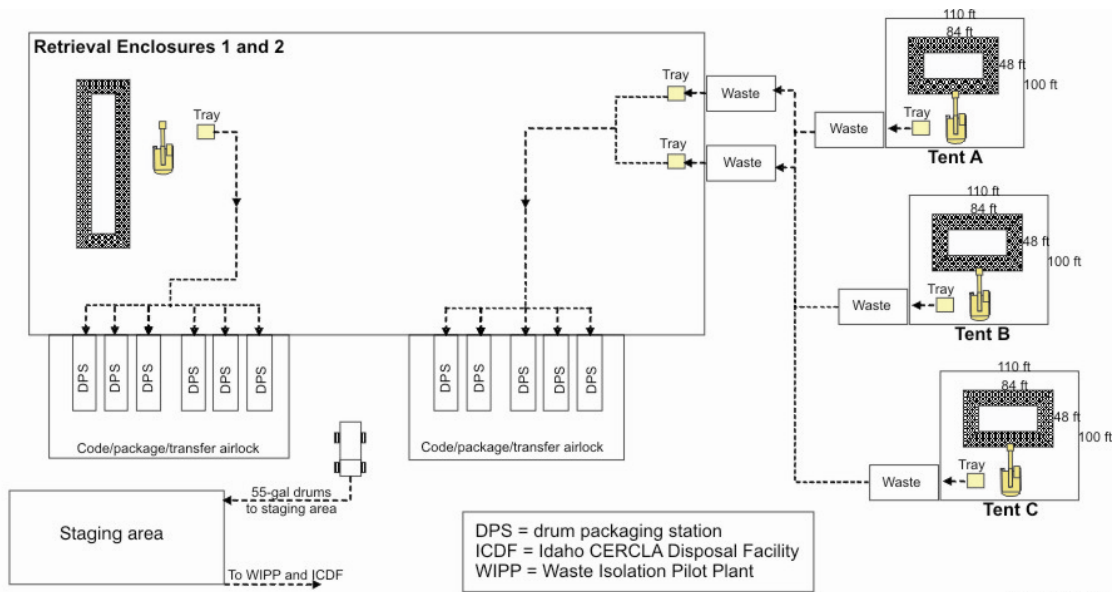 Retrieval Enclosures 1 and 2
Tray
Tray
Waste
Tray
Waste
110 ft
84 ft
48 ft
100 ft
Tray
Waste
Tent A
110 ft
84 ft
48 ft
100 ft
Tray
Waste
Tent B
110 ft
84 ft
48 ft
100 ft
Tray
Waste
Tent C
DPS
DPS
DPS
DPS
DPS
DPS
Code/package/transfer airlock
DPS
DPS
DPS
DPS
DPS
Code/package/transfer airlock
55-gal drums
to staging area
Staging area
To WIPP and ICDF
DPS = drum packaging station
ICDF = Idaho CERCLA Disposal Facility
WIPP = Waste Isolation Pilot Plant